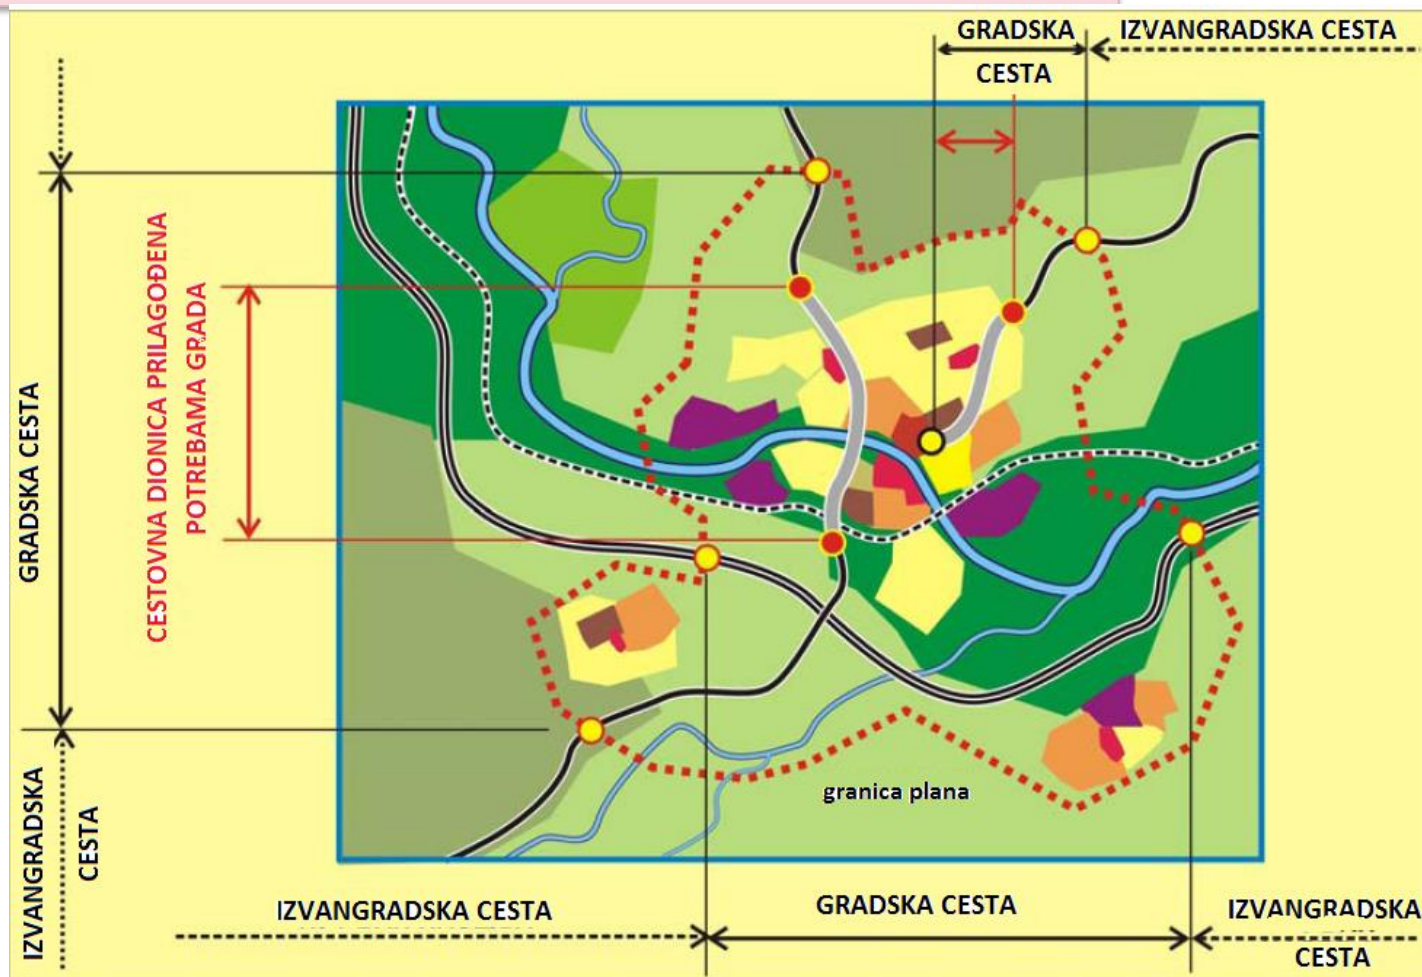 GRADSKA
CESTA
IZVANGRADSKA CESTA
GRADSKA CESTA
CESTOVNA DIONICA PRILAGOĐENA
POTREBAMA GRADA
granica plana
IZVANGRADSKA
CESTA
IZVANGRADSKA CESTA
GRADSKA CESTA
IZVANGRADSKA
CESTA